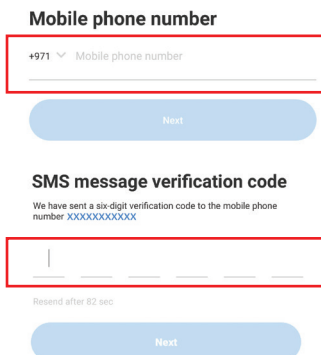 Mobile phone number
+971 Mobile phone number
Next
SMS message verification code
We have sent a six-digit verification code to the mobile phone
number XXXXXXXXXXX
Resend after 82 sec
Next